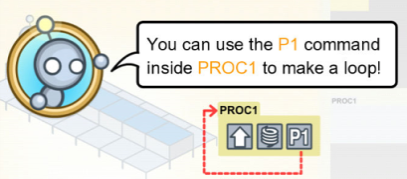 You can use the P1 command
inside PROC1 to make a loop!
PROC1
PROC1
P1